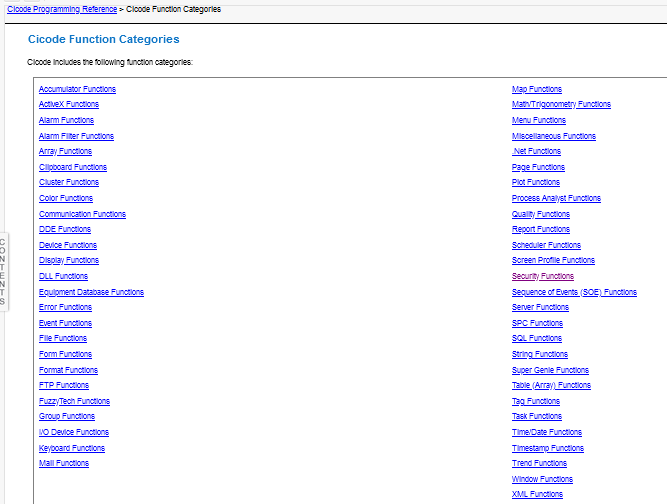 Cicode Programming Reference > Cicode Function Categories
Cicode Function Categories
Cicode includes the following function categories:
Accumulator Functions
ActiveX Functions
Alarm Functions
Alarm Filter Functions
Array Functions
Clipboard Functions
Cluster Functions
Color Functions
Communication Functions
DDE Functions
Device Functions
Display Functions
DLL Functions
Equipment Database Functions
Error Functions
Event Functions
File Functions
Form Functions
Format Functions
FTP Functions
FuzzyTech Functions
Group Functions
I/O Device Functions
Keyboard Functions
Mail Functions
Map Functions
Math/Trigonometry Functions
Menu Functions
Miscellaneous Functions
.Net Functions
Page Functions
Plot Functions
Process Analyst Functions
Quality Functions
Report Functions
Scheduler Functions
Screen Profile Functions
Security Functions
Sequence of Events (SOE) Functions
Server Functions
SPC Functions
SQL Functions
String Functions
Super Genie Functions
Table (Array) Functions
Tag Functions
Task Functions
Time/Date Functions
Timestamp Functions
Trend Functions
Window Functions
XML Functions
CONTENTS